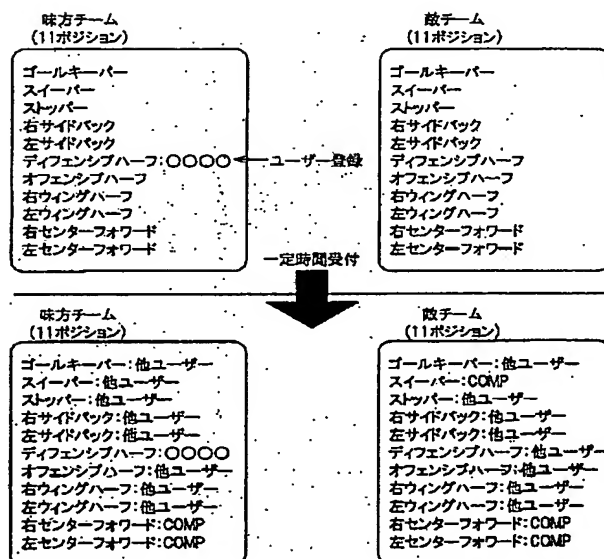 味方チーム
(11ポジション)
ゴールキーパー
スイーパー
ストッパー
右サイドバック
左サイドバック
ディフェンシブハーフ:〇〇〇〇
オフェンシブハーフ
右ウィングハーフ
左ウィングハーフ
右センターフォワード
左センターフォワード
ユーザー登録
敵チーム
(11ポジション)
ゴールキーパー
スイーパー
ストッパー
右サイドバック
左サイドバック
ディフェンシブハーフ
オフェンシブハーフ
右ウィングハーフ
左ウィングハーフ
右センターフォワード
左センターフォワード
一定時間受付
味方チーム
(11ポジション)
ゴールキーパー:他ユーザー
スイーパー:他ユーザー
ストッパー:他ユーザー
右サイドバック:他ユーザー
左サイドバック:他ユーザー
ディフェンシブハーフ:〇〇〇〇
オフェンシブハーフ:他ユーザー
右ウィングハーフ:他ユーザー
左ウィングハーフ:他ユーザー
右センターフォワード:COMP
左センターフォワード:COMP
敵チーム
(11ポジション)
ゴールキーパー:他ユーザー
スイーパー:COMP
ストッパー:他ユーザー
右サイドバック:他ユーザー
左サイドバック:他ユーザー
ディフェンシブハーフ:他ユーザー
オフェンシブハーフ:他ユーザー
右ウィングハーフ:他ユーザー
左ウィングハーフ:他ユーザー
右センターフォワード:COMP
左センターフォワード:COMP